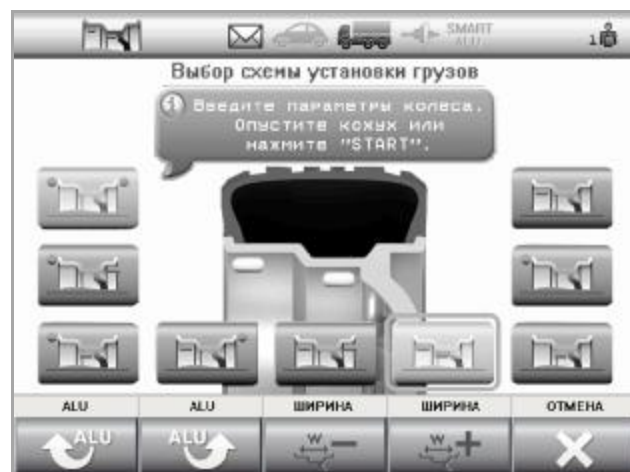 SMART
ALU
1
Выбор схемы установки грузов
Введите параметры колеса.
Опустите кожух или
нажмите "START".
ALU
ALU
ШИРИНА
ШИРИНА
ОТМЕНА
ALU
ALU
W
W